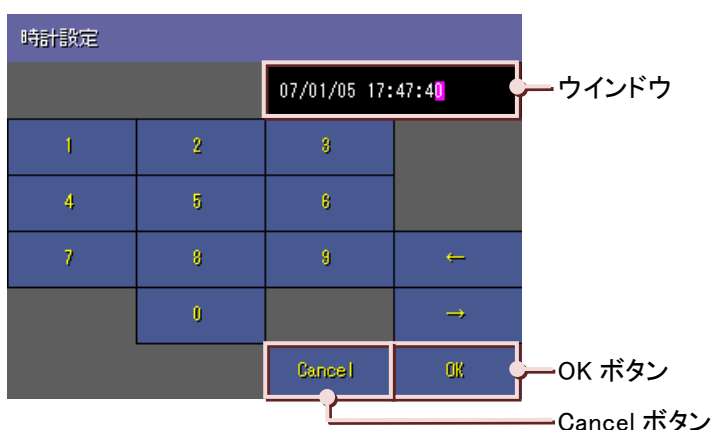 時計設定
07/01/05 17:47:40
ウインドウ
1 2 3
4 5 6
7 8 9 ←
0 →
Cancel OK
OK ボタン
Cancel ボタン